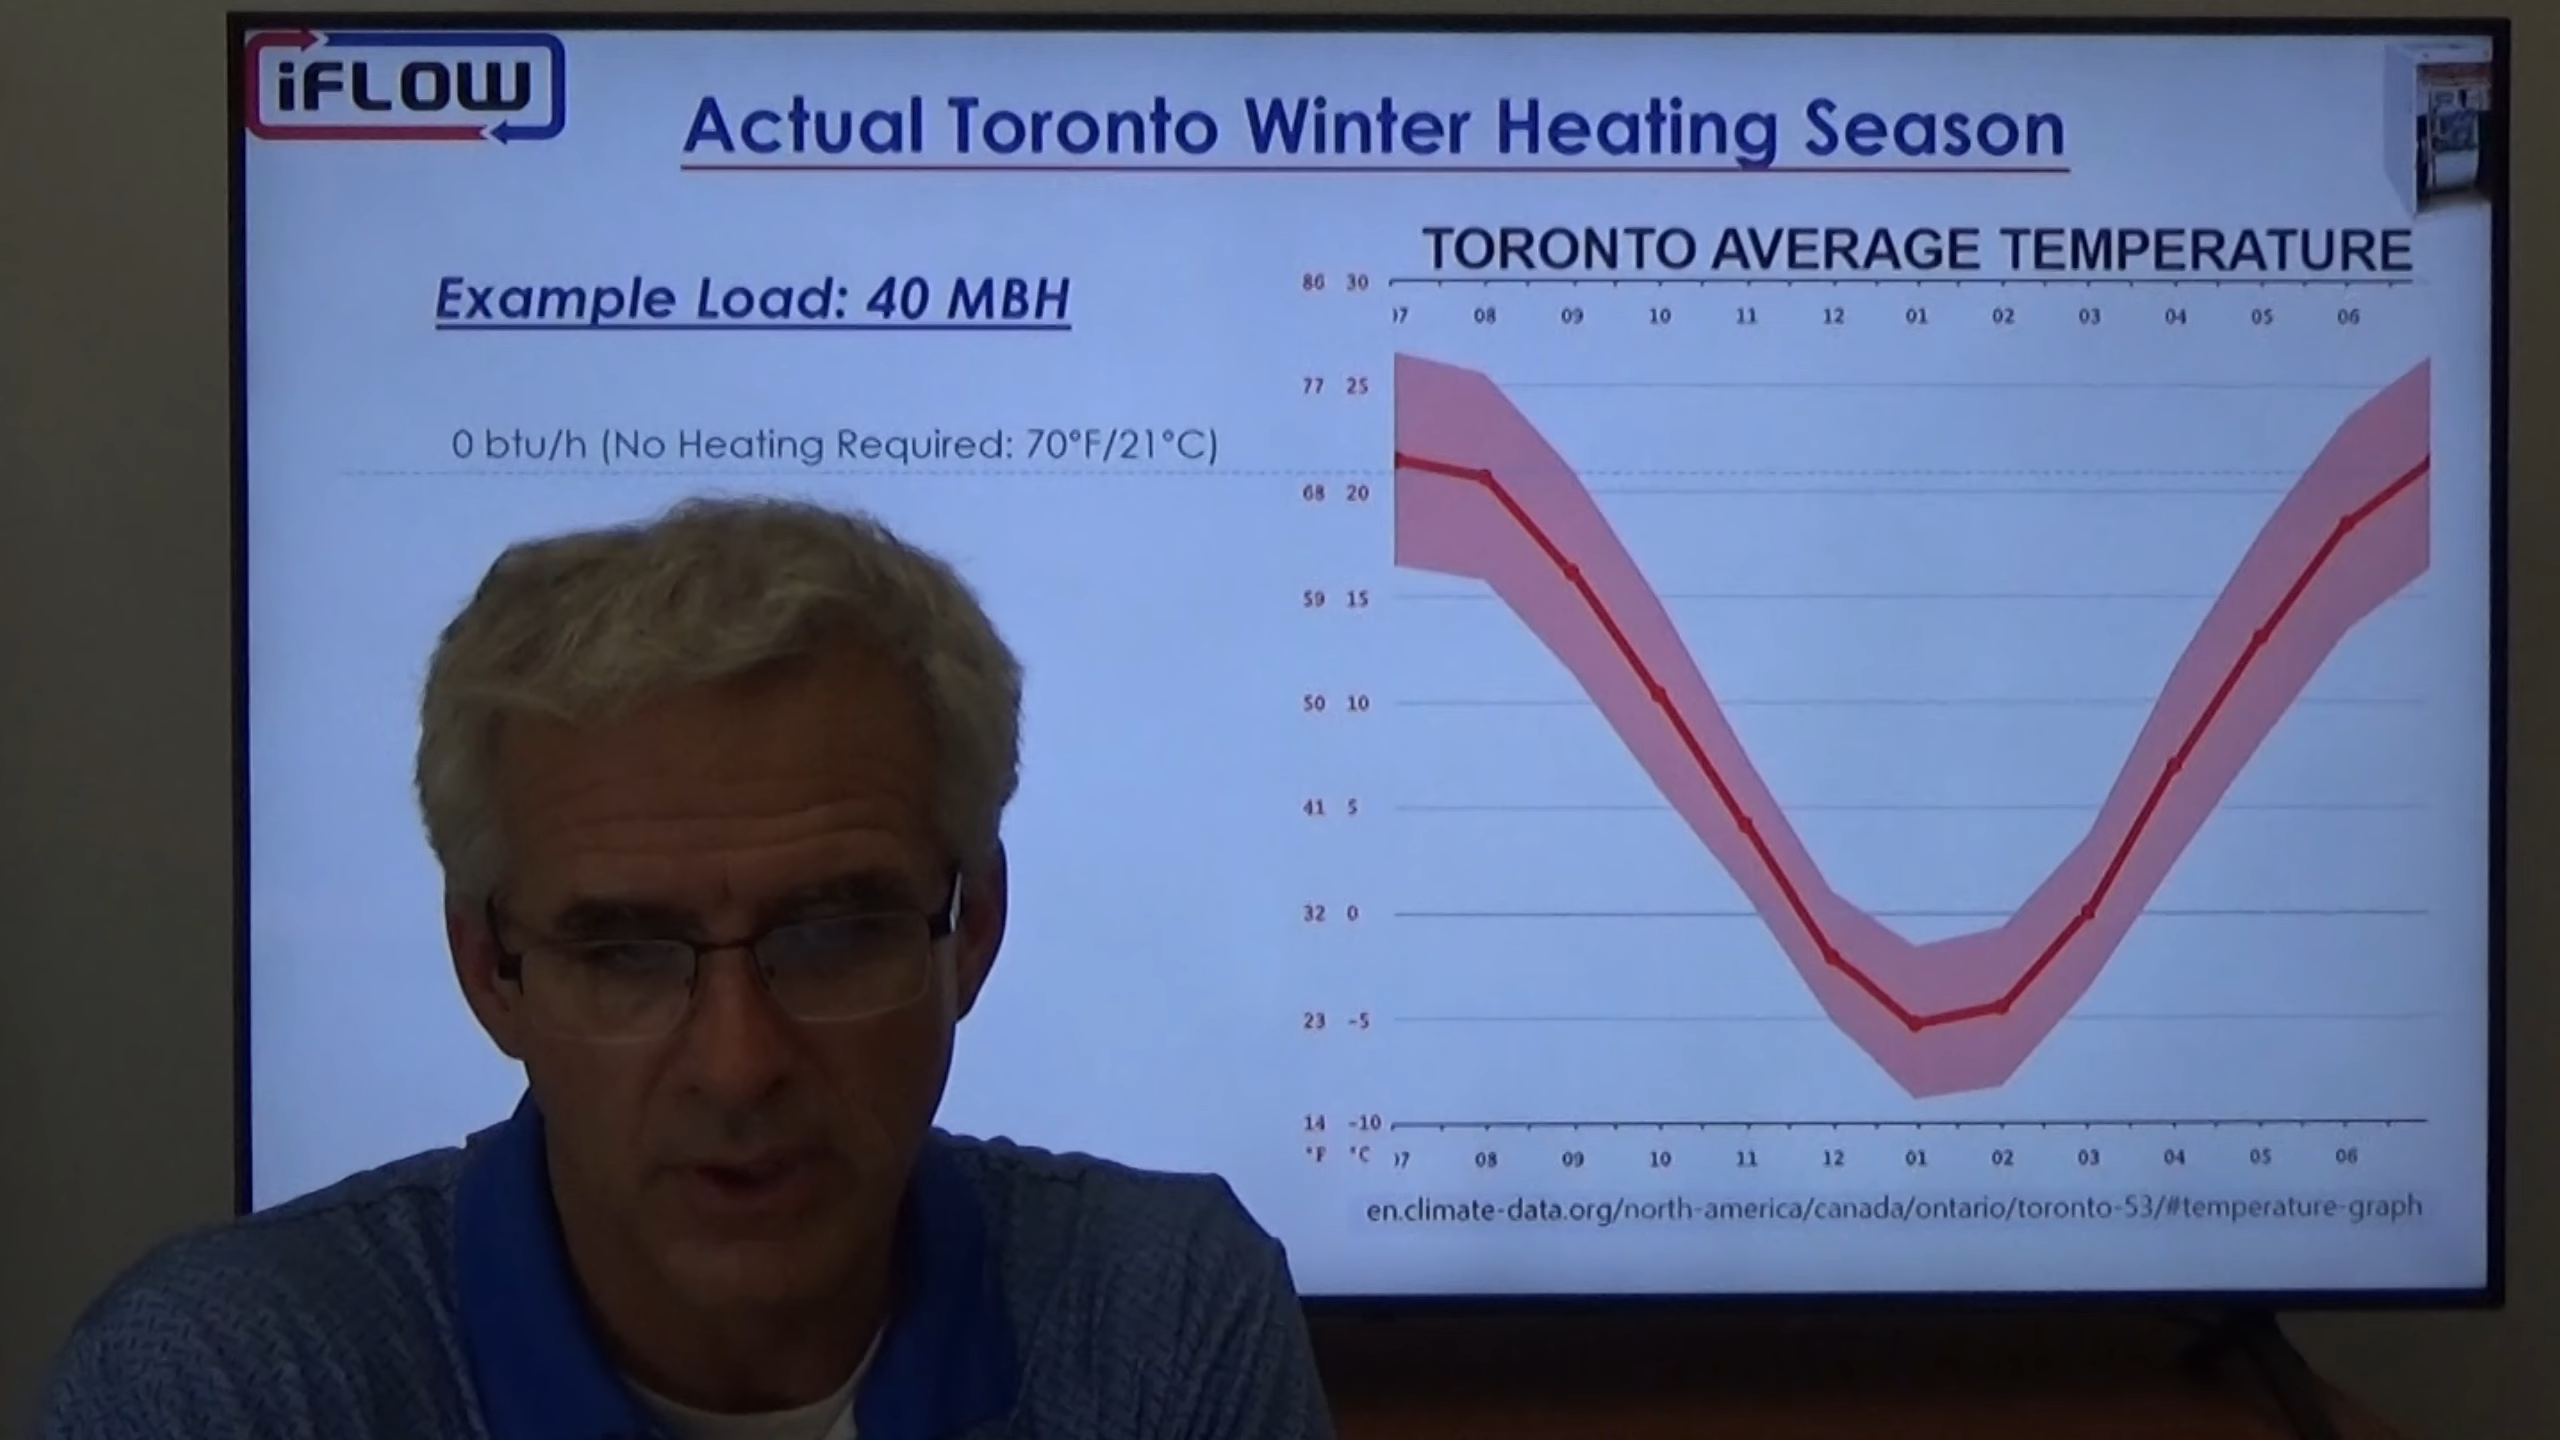 iFLOW
Actual Toronto Winter Heating Season
Example Load: 40 MBH
0 btu/h (No Heating Required: 70°F/21°C)
TORONTO AVERAGE TEMPERATURE
86 30
07 08 09 10 11 12 01 02 03 04 05 06
77 25
68 20
59 15
50 10
41 5
32 0
23 -5
14 -10
°F °C
07 08 09 10 11 12 01 02 03 04 05 06
en.climate-data.org/north-america/canada/ontario/toronto-53/#temperature-graph